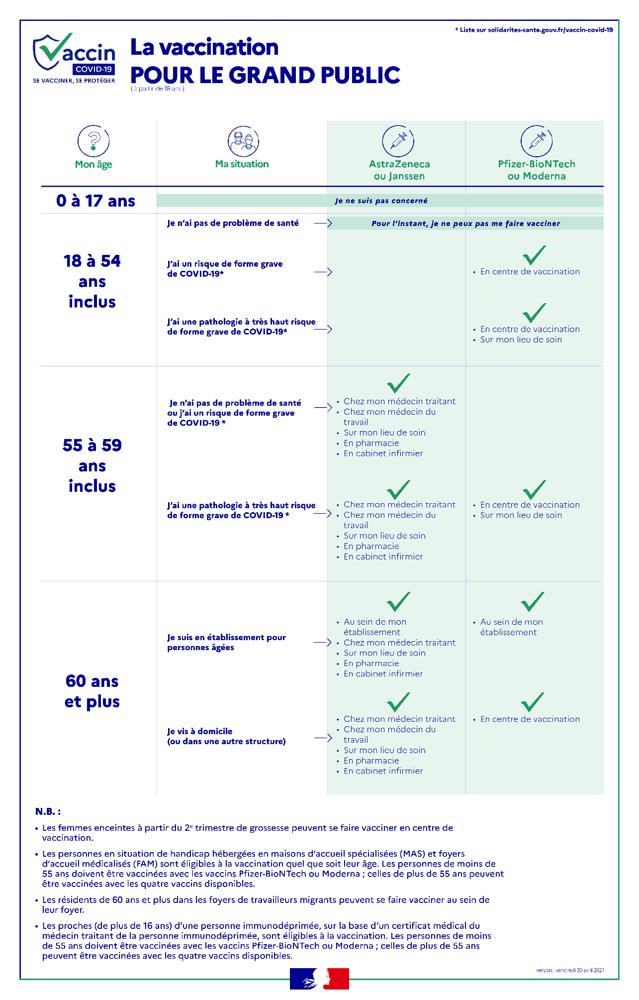 * Liste sur solidarites-sante.gouv.fr/vaccin-covid-19
Vaccin
COVID-19
SE VACCINER, SE PROTÉGER
La vaccination
POUR LE GRAND PUBLIC
( à partir de 18 ans )
Mon âge
Ma situation
AstraZeneca
ou Janssen
Pfizer-BioNTech
ou Moderna
0 à 17 ans
Je ne suis pas concerné
18 à 54
ans
inclus
Je n'ai pas de problème de santé
Pour l'instant, je ne peux pas me faire vacciner
J'ai un risque de forme grave
de COVID-19*
• En centre de vaccination
J'ai une pathologie à très haut risque
de forme grave de COVID-19*
• En centre de vaccination
• Sur mon lieu de soin
55 à 59
ans
inclus
Je n'ai pas de problème de santé
ou j'ai un risque de forme grave
de COVID-19 *
• Chez mon médecin traitant
• Chez mon médecin du
travail
• Sur mon lieu de soin
• En pharmacie
• En cabinet infirmier
J'ai une pathologie à très haut risque
de forme grave de COVID-19 *
• Chez mon médecin traitant
• Chez mon médecin du
travail
• Sur mon lieu de soin
• En pharmacie
• En cabinet infirmier
• En centre de vaccination
• Sur mon lieu de soin
60 ans
et plus
Je suis en établissement pour
personnes âgées
• Au sein de mon
établissement
• Chez mon médecin traitant
• Sur mon lieu de soin
• En pharmacie
• En cabinet infirmier
• Au sein de mon
établissement
Je vis à domicile
(ou dans une autre structure)
• Chez mon médecin traitant
• Chez mon médecin du
travail
• Sur mon lieu de soin
• En pharmacie
• En cabinet infirmier
• En centre de vaccination
N.B. :
• Les femmes enceintes à partir du 2e trimestre de grossesse peuvent se faire vacciner en centre de
vaccination.
• Les personnes en situation de handicap hébergées en maisons d'accueil spécialisées (MAS) et foyers
d'accueil médicalisés (FAM) sont éligibles à la vaccination quel que soit leur âge. Les personnes de moins de
55 ans doivent être vaccinées avec les vaccins Pfizer-BioNTech ou Moderna ; celles de plus de 55 ans peuvent
être vaccinées avec les quatre vaccins disponibles.
• Les résidents de 60 ans et plus dans les foyers de travailleurs migrants peuvent se faire vacciner au sein de
leur foyer.
• Les proches (de plus de 16 ans) d'une personne immunodéprimée, sur la base d'un certificat médical du
médecin traitant de la personne immunodéprimée, sont éligibles à la vaccination. Les personnes de moins
de 55 ans doivent être vaccinées avec les vaccins Pfizer-BioNTech ou Moderna ; celles de plus de 55 ans
peuvent être vaccinées avec les quatre vaccins disponibles.
version : vendredi 30 avril 2021